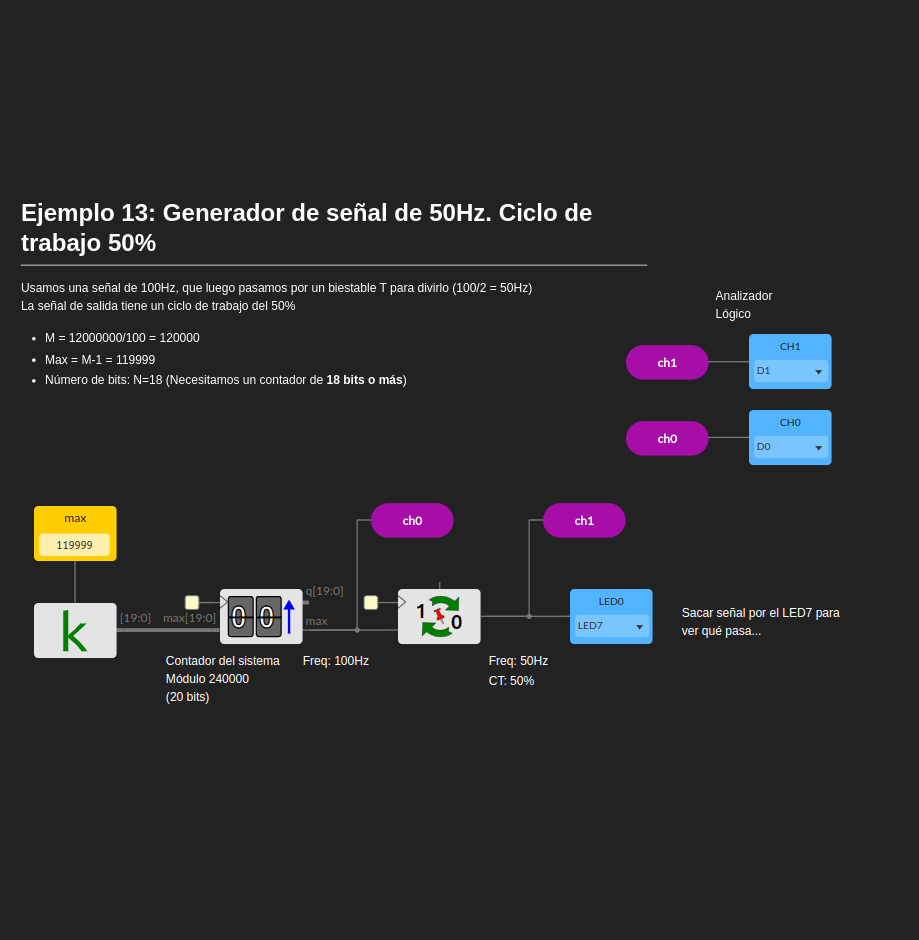 Ejemplo 13: Generador de señal de 50Hz. Ciclo de
trabajo 50%
Usamos una señal de 100Hz, que luego pasamos por un biestable T para divirlo (100/2 = 50Hz)
La señal de salida tiene un ciclo de trabajo del 50%
• M = 12000000/100 = 120000
• Max = M-1 = 119999
• Número de bits: N=18 (Necesitamos un contador de 18 bits o más)
Analizador
Lógico
ch1
CH1
D1
ch0
CH0
D0
max
119999
k
[19:0]
max[19:0]
00
q[19:0]
max
ch0
1
0
ch1
LED0
LED7
Sacar señal por el LED7 para
ver qué pasa...
Contador del sistema
Módulo 240000
(20 bits)
Freq: 100Hz
Freq: 50Hz
CT: 50%